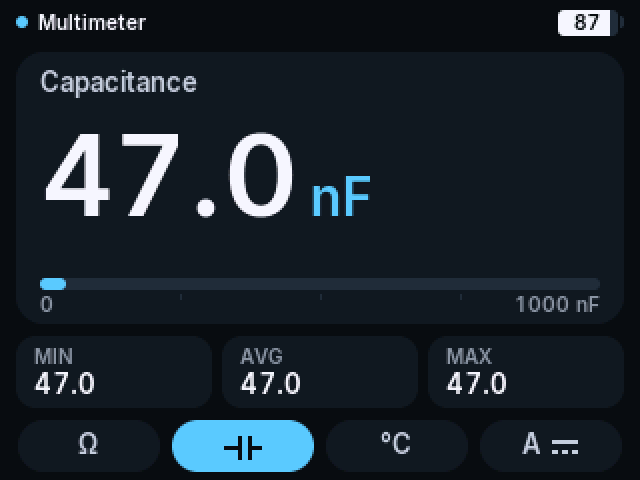 Multimeter
87
Capacitance
47.0 nF
0
1000 nF
MIN
47.0
AVG
47.0
MAX
47.0
Ω
°C
A